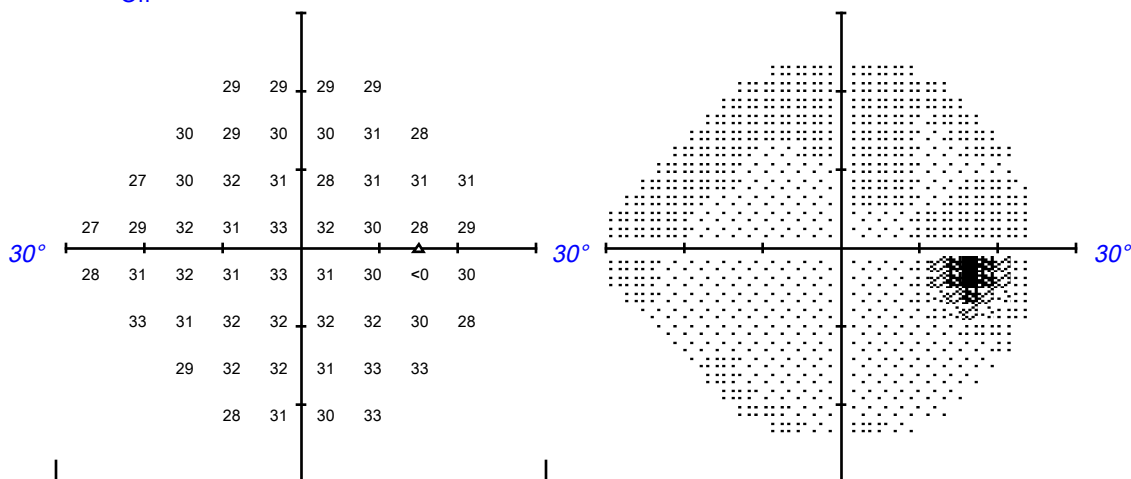 29 29 29 29
30 29 30 30 31 28
27 30 32 31 28 31 31 31
27 29 32 31 33 32 30 28 29
30° 30° 30°
28 31 32 31 33 31 30 <0 30
33 31 32 32 32 32 30 28
29 32 32 31 33 33
28 31 30 33